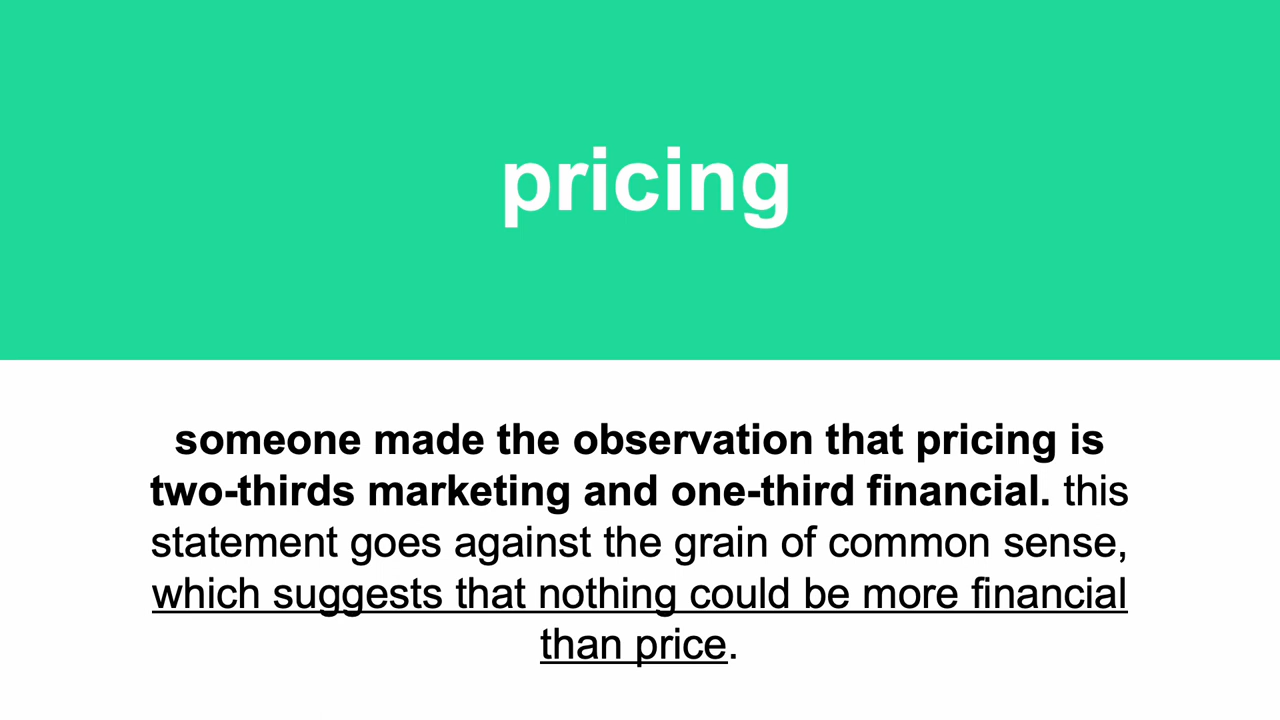 pricing
someone made the observation that pricing is
two-thirds marketing and one-third financial. this
statement goes against the grain of common sense,
which suggests that nothing could be more financial
than price.